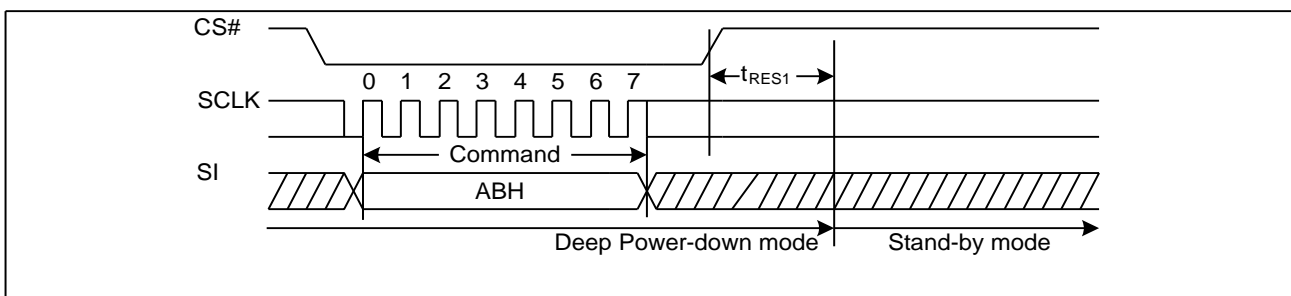 CS#
tRES1
0 1 2 3 4 5 6 7
SCLK
Command
SI
ABH
Deep Power-down mode Stand-by mode